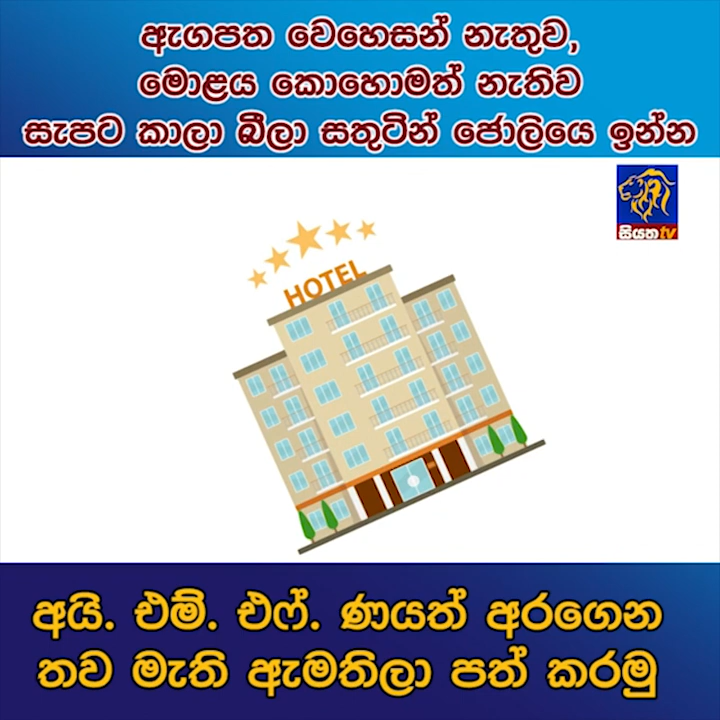 ඇගපත වෙහෙසන් නැතුව,
මොළය කොහොමත් නැතිව
සැපට කාලා බීලා සතුටින් ජොලියෙ ඉන්න
සියත tv
HOTEL
අයි. එම්. එෆ්. ණයත් අරගෙන
තව මැති ඇමතිලා පත් කරමු